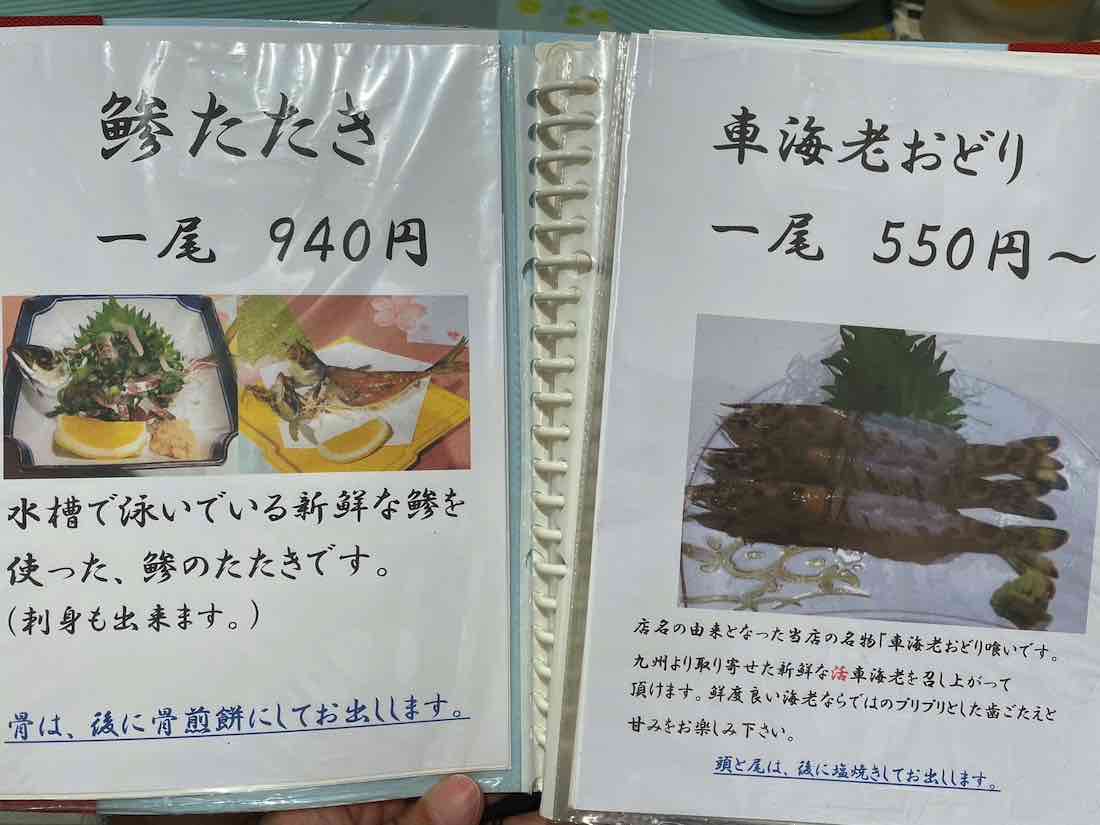 鯵たたき
一尾 940円
水槽で泳いでいる新鮮な鯵を
使った、鯵のたたきです。
(刺身も出来ます。)
骨は、後に骨煎餅にしてお出しします。
車海老おどり
一尾 550円～
店名の由来となった当店の名物「車海老おどり喰いです。
九州より取り寄せた新鮮な活車海老を召し上がって
頂けます。鮮度良い海老ならではのプリプリとした歯ごたえと
甘みをお楽しみ下さい。
頭と尾は、後に塩焼きしてお出しします。